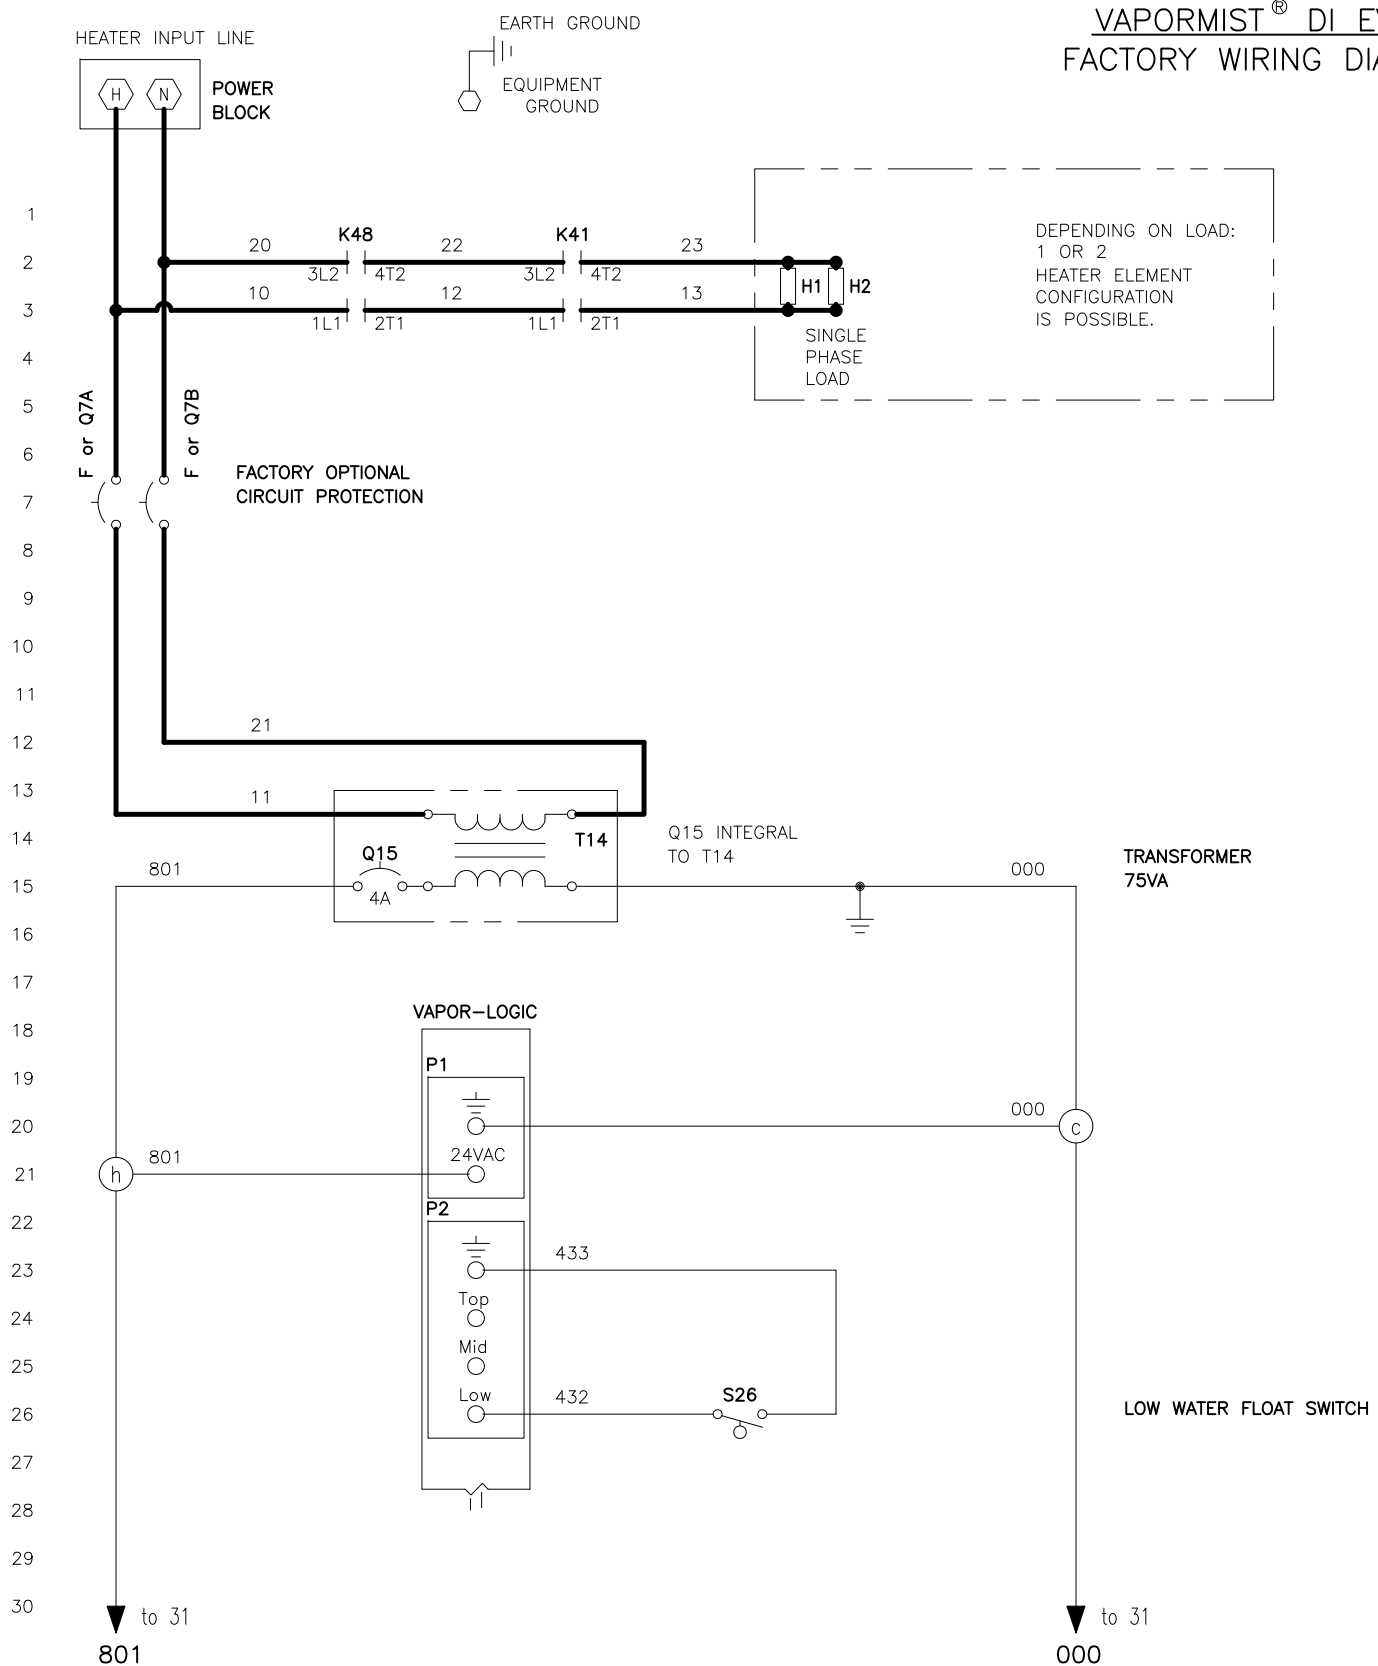 VAPORMIST® DI E
FACTORY WIRING DIA
HEATER INPUT LINE
EARTH GROUND
H
N
POWER
BLOCK
EQUIPMENT
GROUND
1
DEPENDING ON LOAD:
1 OR 2
HEATER ELEMENT
CONFIGURATION
IS POSSIBLE.
2
20
K48
22
K41
23
3L2
4T2
3L2
4T2
H1
H2
3
10
12
13
1L1
2T1
1L1
2T1
SINGLE
PHASE
LOAD
4
5
F or Q7A
F or Q7B
6
FACTORY OPTIONAL
CIRCUIT PROTECTION
7
8
9
10
11
12
21
13
11
14
T14
Q15 INTEGRAL
TO T14
TRANSFORMER
75VA
15
801
Q15
4A
000
16
17
18
VAPOR–LOGIC
19
P1
20
000
c
21
h
801
24VAC
22
P2
23
433
24
Top
25
Mid
26
Low
432
S26
LOW WATER FLOAT SWITCH
27
28
29
30
to 31
to 31
801
000